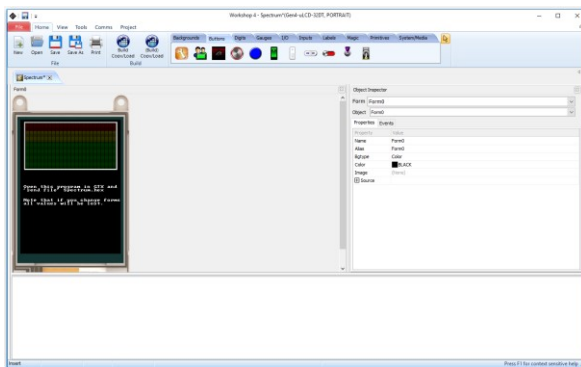 Workshop 4 - Spectrum*(Genii-uLCD-32DT, PORTRAIT)
File Home View Tools Comms Project
New Open Save Save As Print
File
Build Copy/Load
(Build) Copy/Load
Build
Backgrounds Buttons Digits Gauges I/O Inputs Labels Magic Primitives System/Media
Spectrum*
Form0
Open this program in GTX and
"Send File" Spectrum.Hex
Note that if you change forms
all values will be lost.
Object Inspector
Form Form0
Object Form0
Properties Events
Property Value
Name Form0
Alias Form0
Bgtype Color
Color BLACK
Image (None)
Source
Insert
Press F1 for context sensitive help